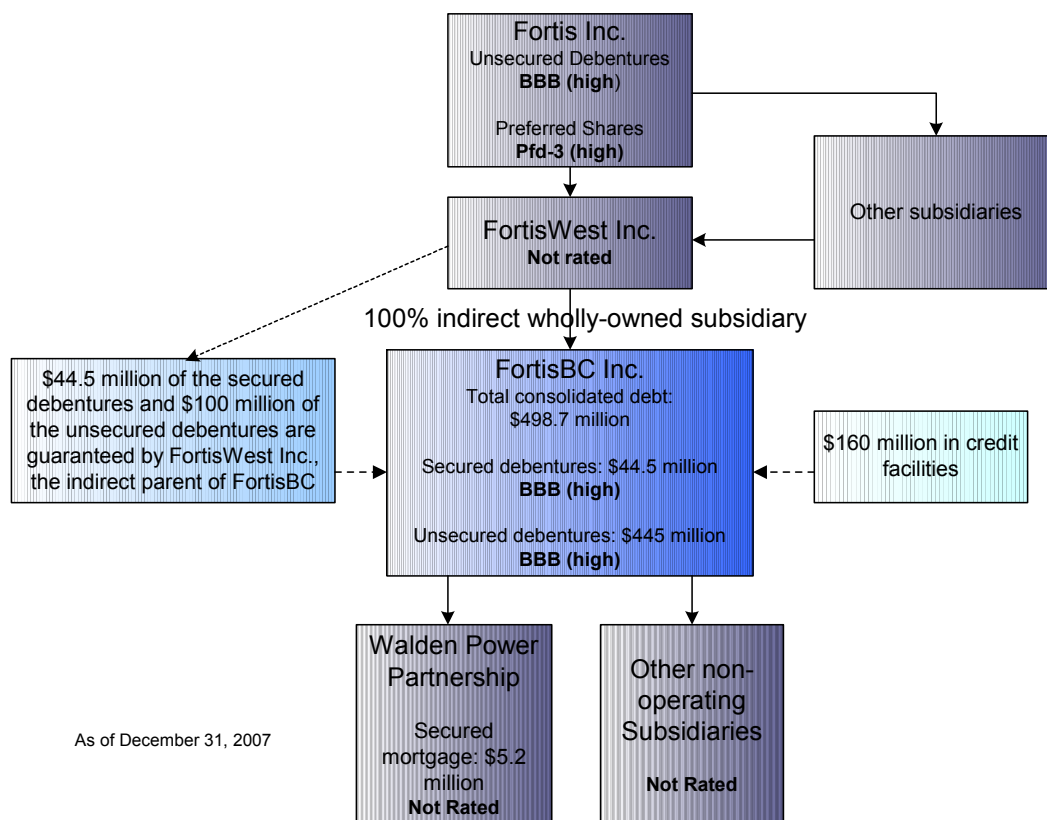 Fortis Inc.
Unsecured Debentures
BBB (high)
Preferred Shares
Pfd-3 (high)
Other subsidiaries
FortisWest Inc.
Not rated
100% indirect wholly-owned subsidiary
$44.5 million of the secured
debentures and $100 million of
the unsecured debentures are
guaranteed by FortisWest Inc.,
the indirect parent of FortisBC
FortisBC Inc.
Total consolidated debt:
$498.7 million
Secured debentures: $44.5 million
BBB (high)
Unsecured debentures: $445 million
BBB (high)
$160 million in credit
facilities
Walden Power
Partnership
Secured
mortgage: $5.2
million
Not Rated
Other non-
operating
Subsidiaries
Not Rated
As of December 31, 2007